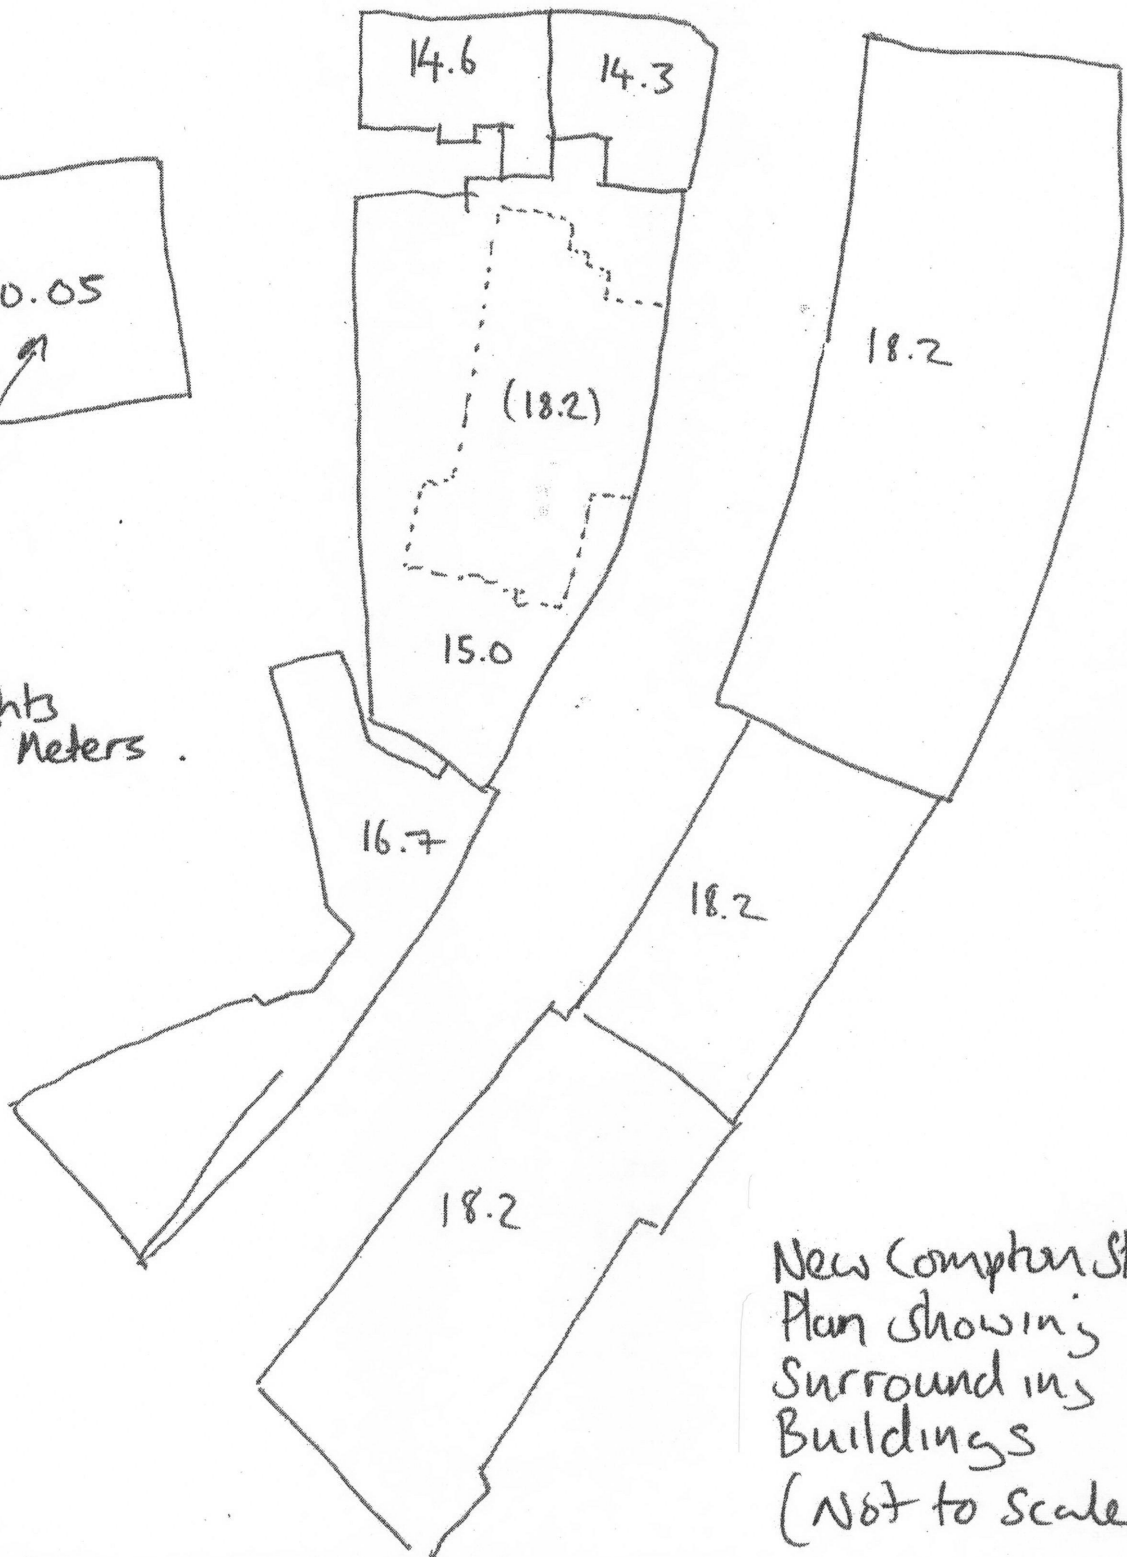 14.6
14.3
0.05
18.2
(18.2)
15.0
hts
Meters.
16.7
18.2
18.2
New Compton St
Plan showing
Surrounding
Buildings
(Not to scale